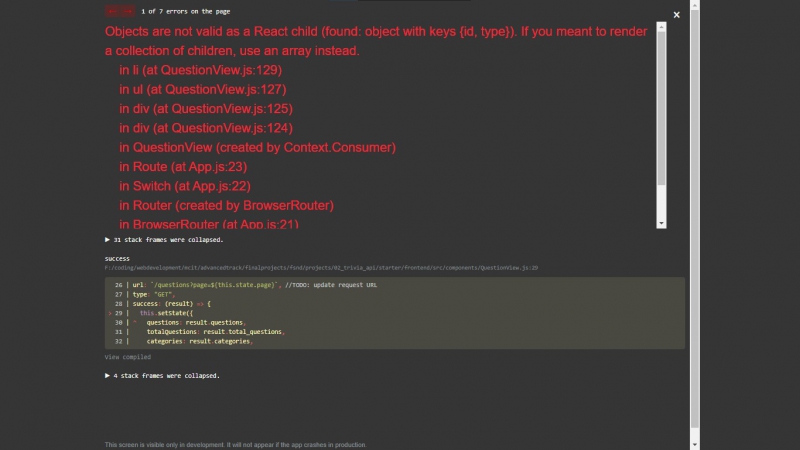 1 of 7 errors on the page
×
Objects are not valid as a React child (found: object with keys {id, type}). If you meant to render
a collection of children, use an array instead.
in li (at QuestionView.js:129)
in ul (at QuestionView.js:127)
in div (at QuestionView.js:125)
in div (at QuestionView.js:124)
in QuestionView (created by Context.Consumer)
in Route (at App.js:23)
in Switch (at App.js:22)
in Router (created by BrowserRouter)
in BrowserRouter (at App.js:21)
▶ 31 stack frames were collapsed.
success
F:/coding/webdevelopment/mcit/advancedtrack/finalprojects/fsnd/projects/02_trivia_api/starter/frontend/src/components/QuestionView.js:29
26 | url: `/questions?page=${this.state.page}`, //TODO: update request URL
27 | type: "GET",
28 | success: (result) => {
> 29 | this.setState({
30 | ^ questions: result.questions,
31 | totalQuestions: result.total_questions,
32 | categories: result.categories,
View compiled
▶ 4 stack frames were collapsed.
This screen is visible only in development. It will not appear if the app crashes in production.